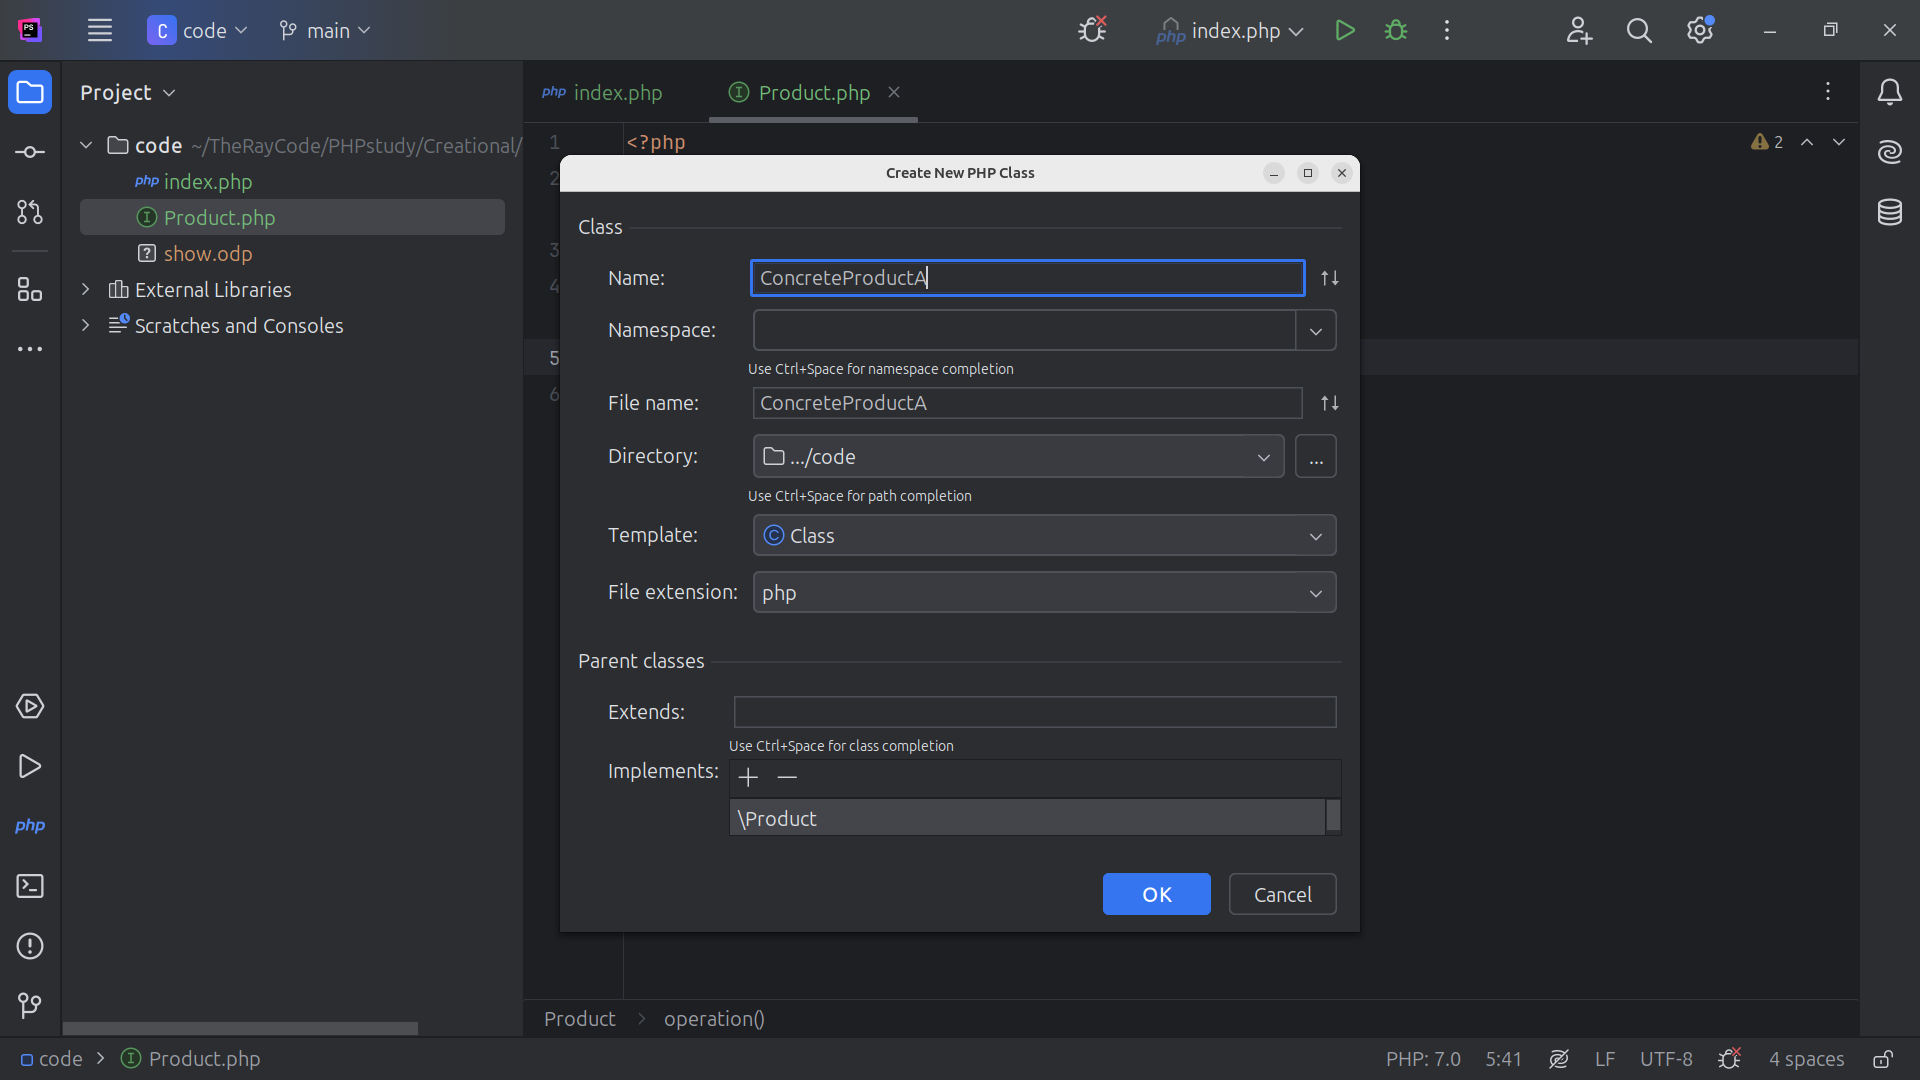 PS
C code
main
php index.php
Project
php index.php
Product.php
code ~/TheRayCode/PHPstudy/Creational/
php index.php
Product.php
show.odp
External Libraries
Scratches and Consoles
1 <?php
2
3
4
5
6
2
Create New PHP Class
Class
Name: ConcreteProductA
Namespace:
Use Ctrl+Space for namespace completion
File name: ConcreteProductA
Directory: .../code
...
Use Ctrl+Space for path completion
Template: C Class
File extension: php
Parent classes
Extends:
Use Ctrl+Space for class completion
Implements:
\Product
OK Cancel
php
Product > operation()
code > Product.php
PHP: 7.0 5:41 LF UTF-8 4 spaces